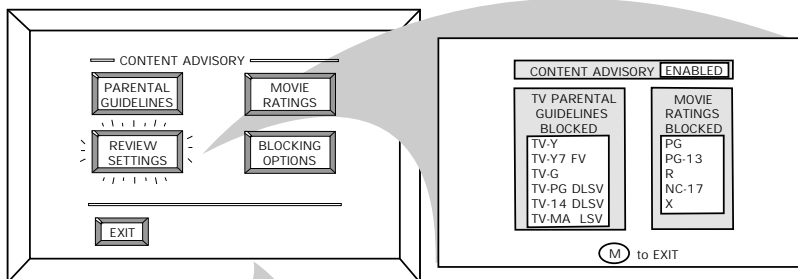 CONTENT ADVISORY
PARENTAL
GUIDELINES
MOVIE
RATINGS
REVIEW
SETTINGS
BLOCKING
OPTIONS
EXIT
CONTENT ADVISORY ENABLED
TV PARENTAL
GUIDELINES
BLOCKED
TV-Y
TV-Y7 FV
TV-G
TV-PG DLSV
TV-14 DLSV
TV-MA LSV
MOVIE
RATINGS
BLOCKED
PG
PG-13
R
NC-17
X
M to EXIT